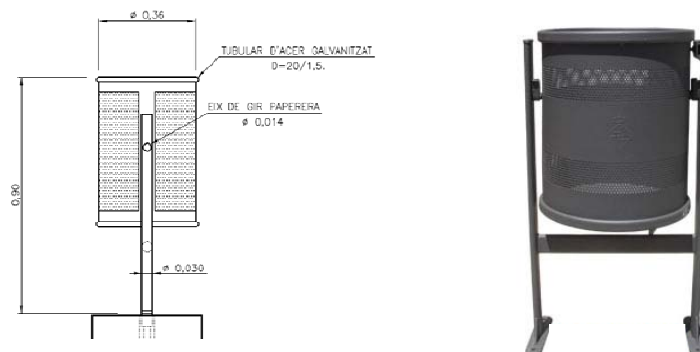 ø 0,36
TUBULAR D'ACER GALVANITZAT
D=20/1,5.
EIX DE GIR PAPERERA
ø 0,014
0,90
ø 0,030